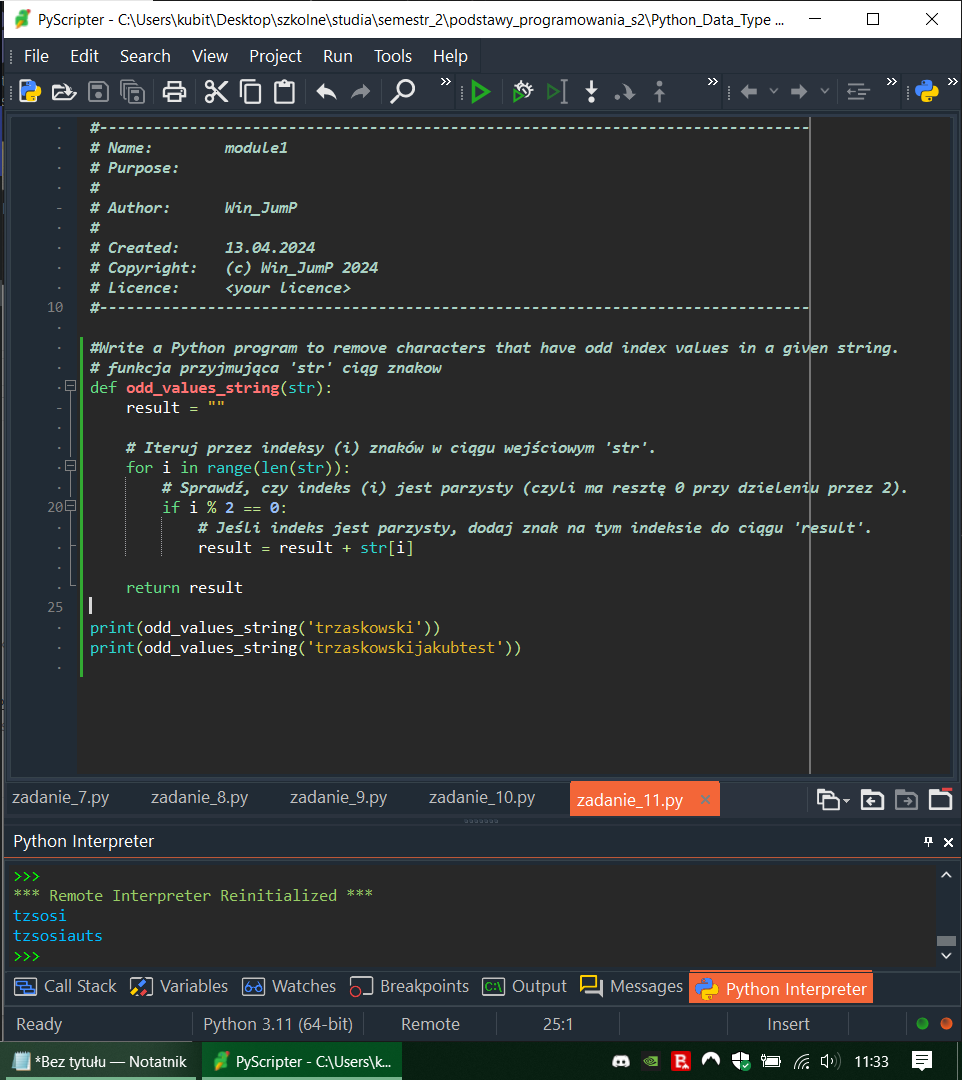 PyScripter - C:\Users\kubit\Desktop\szkolne\studia\semestr_2\podstawy_programowania_s2\Python_Data_Type ...
File Edit Search View Project Run Tools Help
#------------------------------------------------------------------------------
# Name:        module1
# Purpose:
#
# Author:      Win_JumP
#
# Created:     13.04.2024
# Copyright:   (c) Win_JumP 2024
# Licence:     <your licence>
10 #------------------------------------------------------------------------------
#Write a Python program to remove characters that have odd index values in a given string.
# funkcja przyjmująca 'str' ciąg znakow
def odd_values_string(str):
    result = ""
    # Iteruj przez indeksy (i) znaków w ciągu wejściowym 'str'.
    for i in range(len(str)):
        # Sprawdź, czy indeks (i) jest parzysty (czyli ma resztę 0 przy dzieleniu przez 2).
20         if i % 2 == 0:
            # Jeśli indeks jest parzysty, dodaj znak na tym indeksie do ciągu 'result'.
            result = result + str[i]
    return result
25
print(odd_values_string('trzaskowski'))
print(odd_values_string('trzaskowskijakubtest'))
zadanie_7.py zadanie_8.py zadanie_9.py zadanie_10.py zadanie_11.py
Python Interpreter
>>>
*** Remote Interpreter Reinitialized ***
tzsosi
tzsosiauts
>>>
Call Stack Variables Watches Breakpoints Output Messages Python Interpreter
Ready Python 3.11 (64-bit) Remote 25:1 Insert
*Bez tytułu — Notatnik PyScripter - C:\Users\k... 11:33